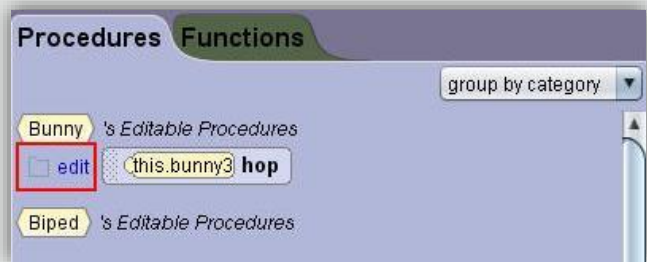 Procedures Functions
group by category
Bunny 's Editable Procedures
edit this.bunny3 hop
Biped 's Editable Procedures